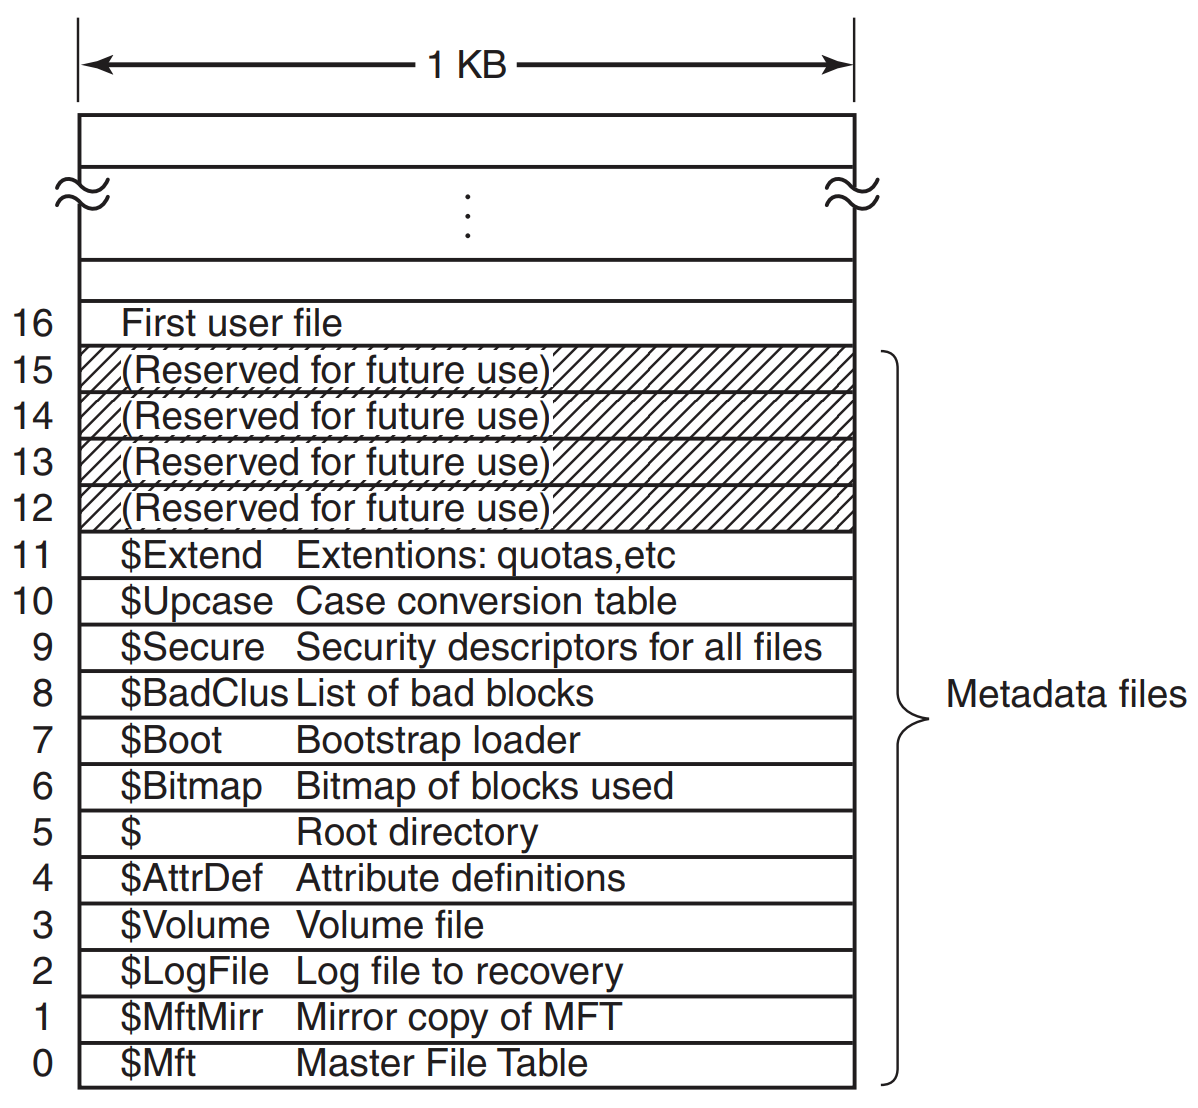 1 KB
16 First user file
15 (Reserved for future use)
14 (Reserved for future use)
13 (Reserved for future use)
12 (Reserved for future use)
11 $Extend Extentions: quotas,etc
10 $Upcase Case conversion table
9 $Secure Security descriptors for all files
8 $BadClus List of bad blocks
7 $Boot Bootstrap loader
6 $Bitmap Bitmap of blocks used
5 $ Root directory
4 $AttrDef Attribute definitions
3 $Volume Volume file
2 $LogFile Log file to recovery
1 $MftMirr Mirror copy of MFT
0 $Mft Master File Table
Metadata files